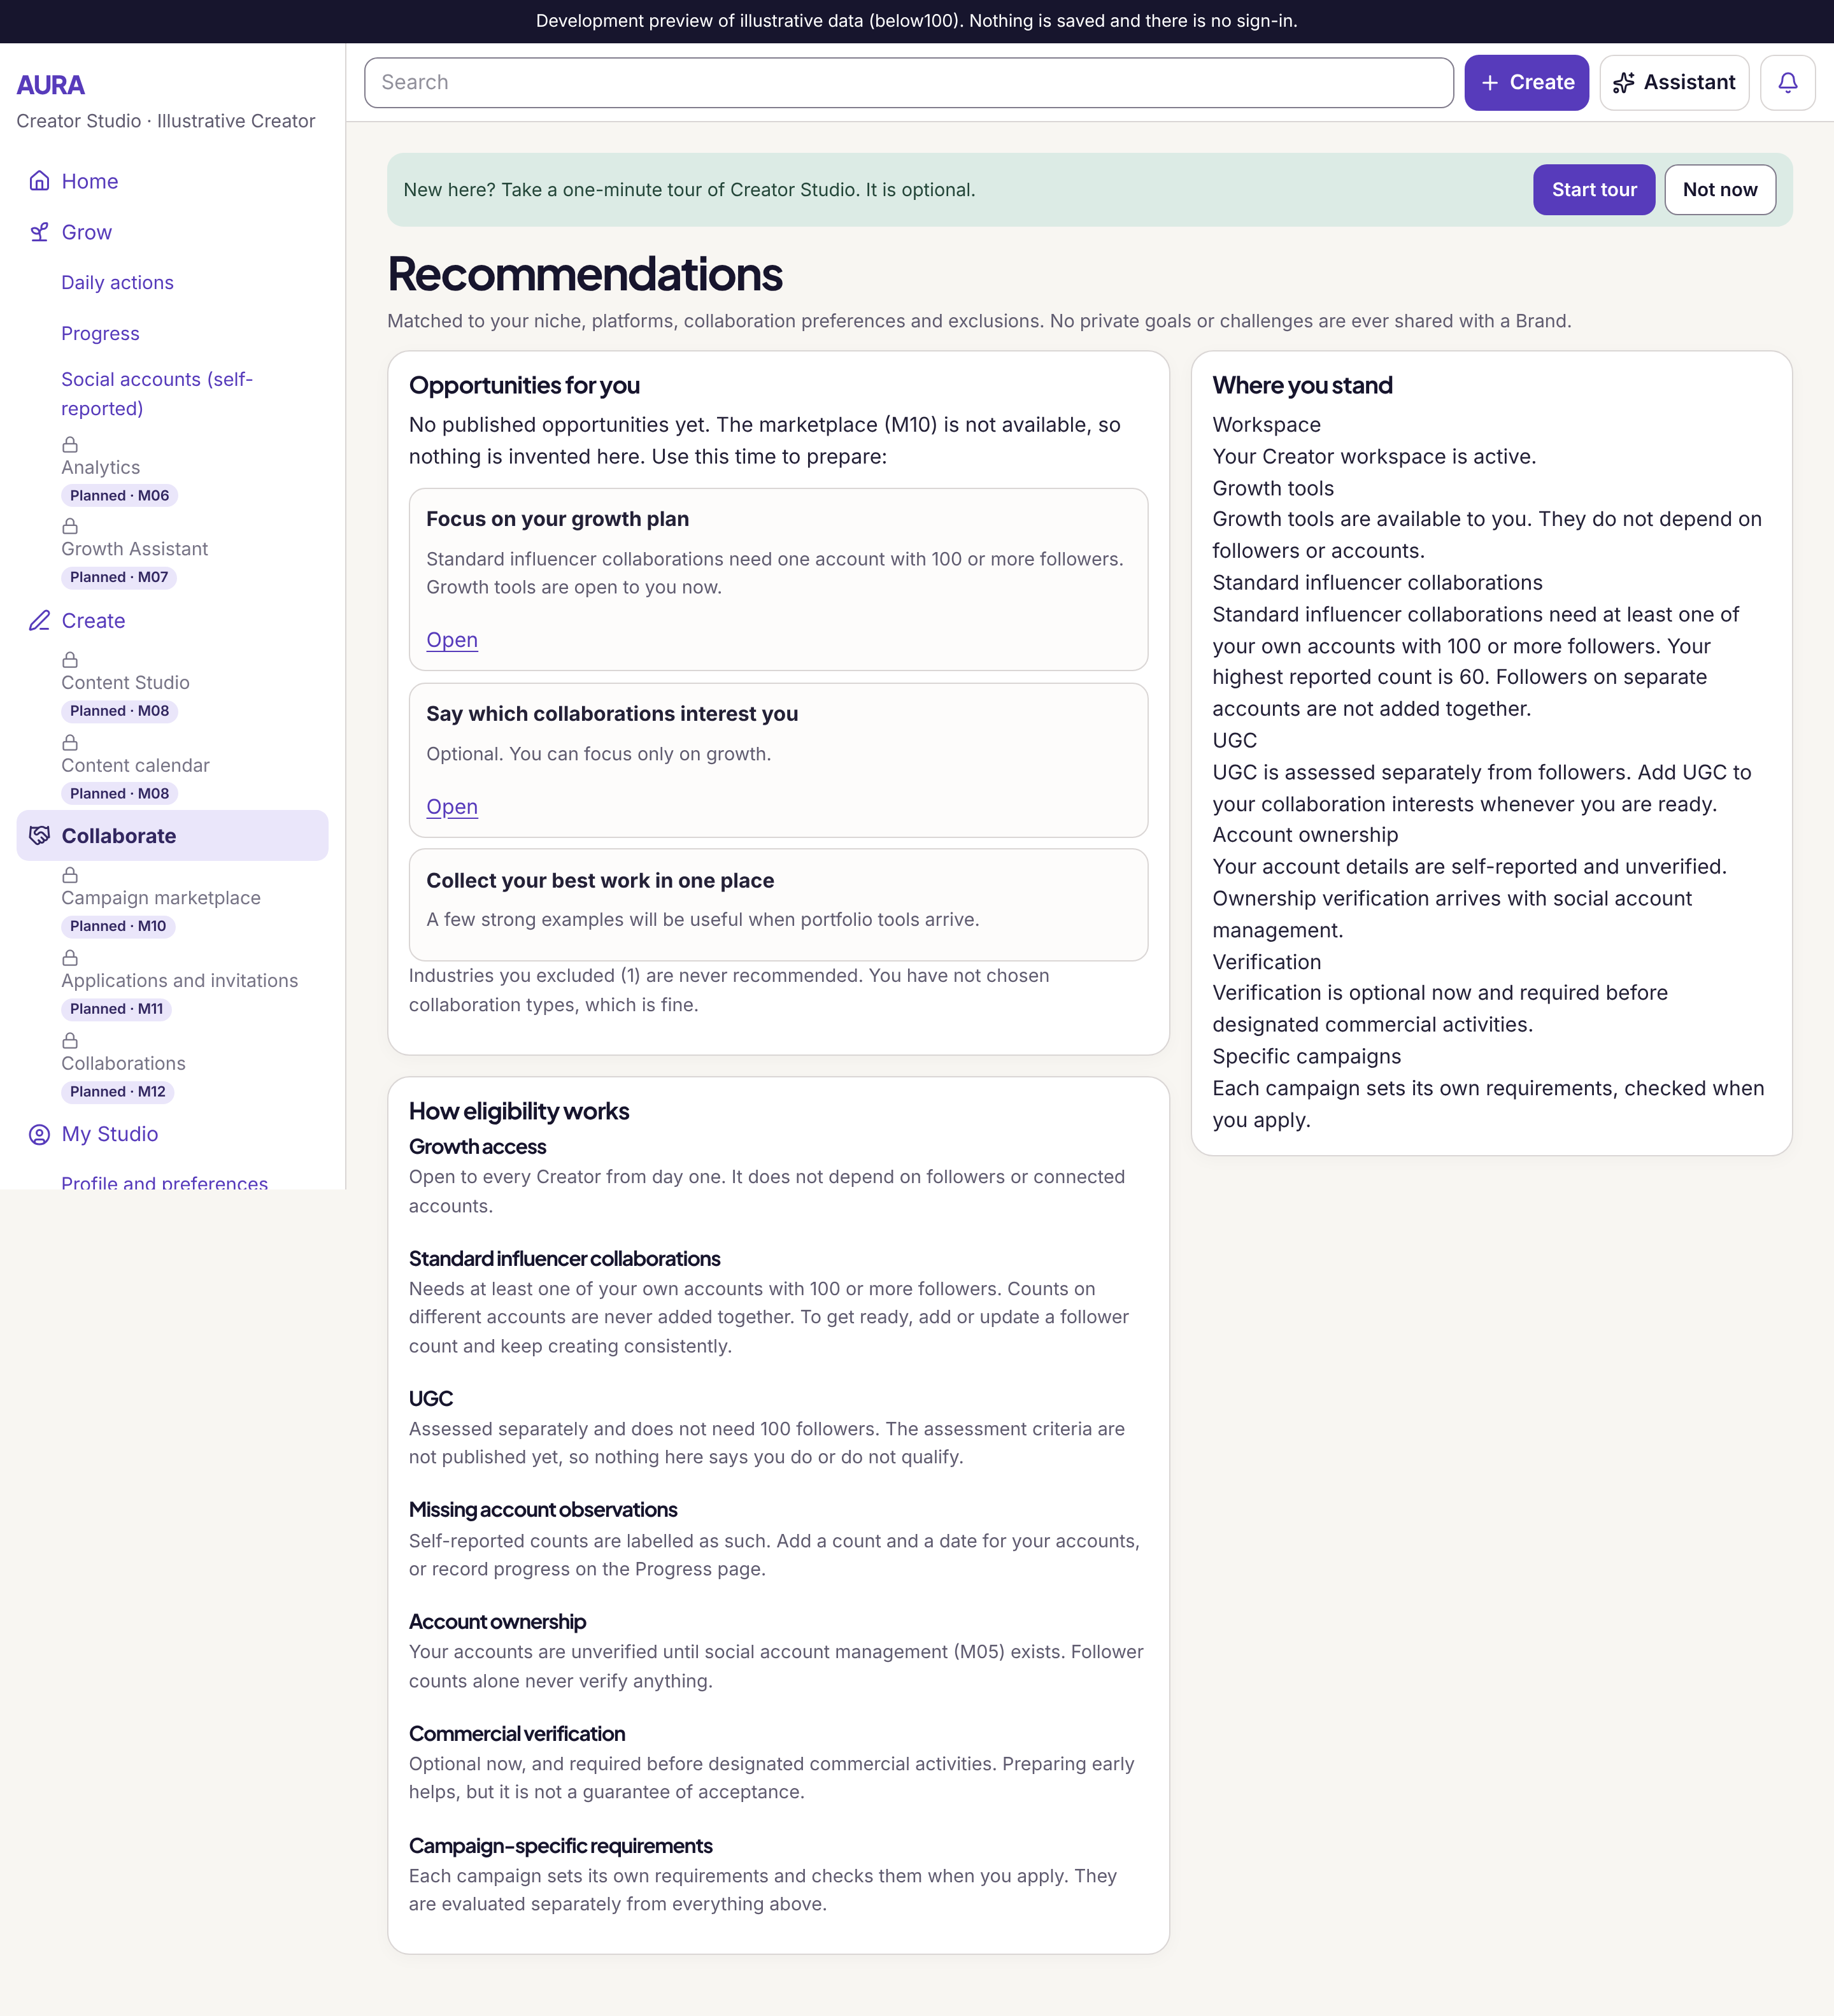 Development preview of illustrative data (below100). Nothing is saved and there is no sign-in.
AURA
Creator Studio · Illustrative Creator
Home
Grow
Daily actions
Progress
Social accounts (self-
reported)
Analytics
Planned · M06
Growth Assistant
Planned · M07
Create
Content Studio
Planned · M08
Content calendar
Planned · M08
Collaborate
Campaign marketplace
Planned · M10
Applications and invitations
Planned · M11
Collaborations
Planned · M12
My Studio
Profile and preferences
Search
Create
Assistant
New here? Take a one-minute tour of Creator Studio. It is optional.
Start tour
Not now
Recommendations
Matched to your niche, platforms, collaboration preferences and exclusions. No private goals or challenges are ever shared with a Brand.
Opportunities for you
No published opportunities yet. The marketplace (M10) is not available, so
nothing is invented here. Use this time to prepare:
Focus on your growth plan
Standard influencer collaborations need one account with 100 or more followers.
Growth tools are open to you now.
Open
Say which collaborations interest you
Optional. You can focus only on growth.
Open
Collect your best work in one place
A few strong examples will be useful when portfolio tools arrive.
Industries you excluded (1) are never recommended. You have not chosen
collaboration types, which is fine.
How eligibility works
Growth access
Open to every Creator from day one. It does not depend on followers or connected
accounts.
Standard influencer collaborations
Needs at least one of your own accounts with 100 or more followers. Counts on
different accounts are never added together. To get ready, add or update a follower
count and keep creating consistently.
UGC
Assessed separately and does not need 100 followers. The assessment criteria are
not published yet, so nothing here says you do or do not qualify.
Missing account observations
Self-reported counts are labelled as such. Add a count and a date for your accounts,
or record progress on the Progress page.
Account ownership
Your accounts are unverified until social account management (M05) exists. Follower
counts alone never verify anything.
Commercial verification
Optional now, and required before designated commercial activities. Preparing early
helps, but it is not a guarantee of acceptance.
Campaign-specific requirements
Each campaign sets its own requirements and checks them when you apply. They
are evaluated separately from everything above.
Where you stand
Workspace
Your Creator workspace is active.
Growth tools
Growth tools are available to you. They do not depend on
followers or accounts.
Standard influencer collaborations
Standard influencer collaborations need at least one of
your own accounts with 100 or more followers. Your
highest reported count is 60. Followers on separate
accounts are not added together.
UGC
UGC is assessed separately from followers. Add UGC to
your collaboration interests whenever you are ready.
Account ownership
Your account details are self-reported and unverified.
Ownership verification arrives with social account
management.
Verification
Verification is optional now and required before
designated commercial activities.
Specific campaigns
Each campaign sets its own requirements, checked when
you apply.